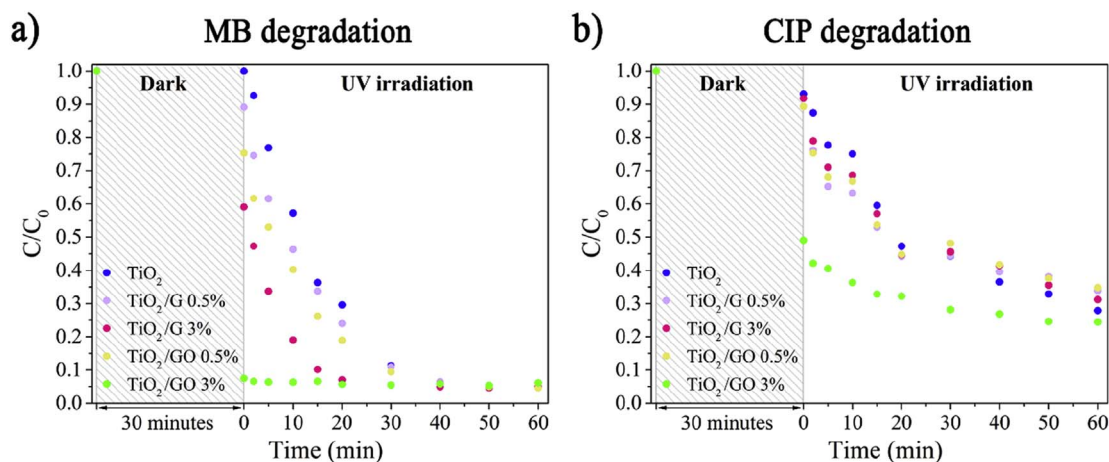 a) MB degradation
Dark UV irradiation
1.0
0.9
0.8
0.7
0.6
0.5
0.4
0.3
0.2
0.1
0.0
C/C₀
TiO₂
TiO₂/G 0.5%
TiO₂/G 3%
TiO₂/GO 0.5%
TiO₂/GO 3%
0 10 20 30 40 50 60
30 minutes
Time (min)
b) CIP degradation
Dark UV irradiation
1.0
0.9
0.8
0.7
0.6
0.5
0.4
0.3
0.2
0.1
0.0
C/C₀
TiO₂
TiO₂/G 0.5%
TiO₂/G 3%
TiO₂/GO 0.5%
TiO₂/GO 3%
0 10 20 30 40 50 60
30 minutes
Time (min)